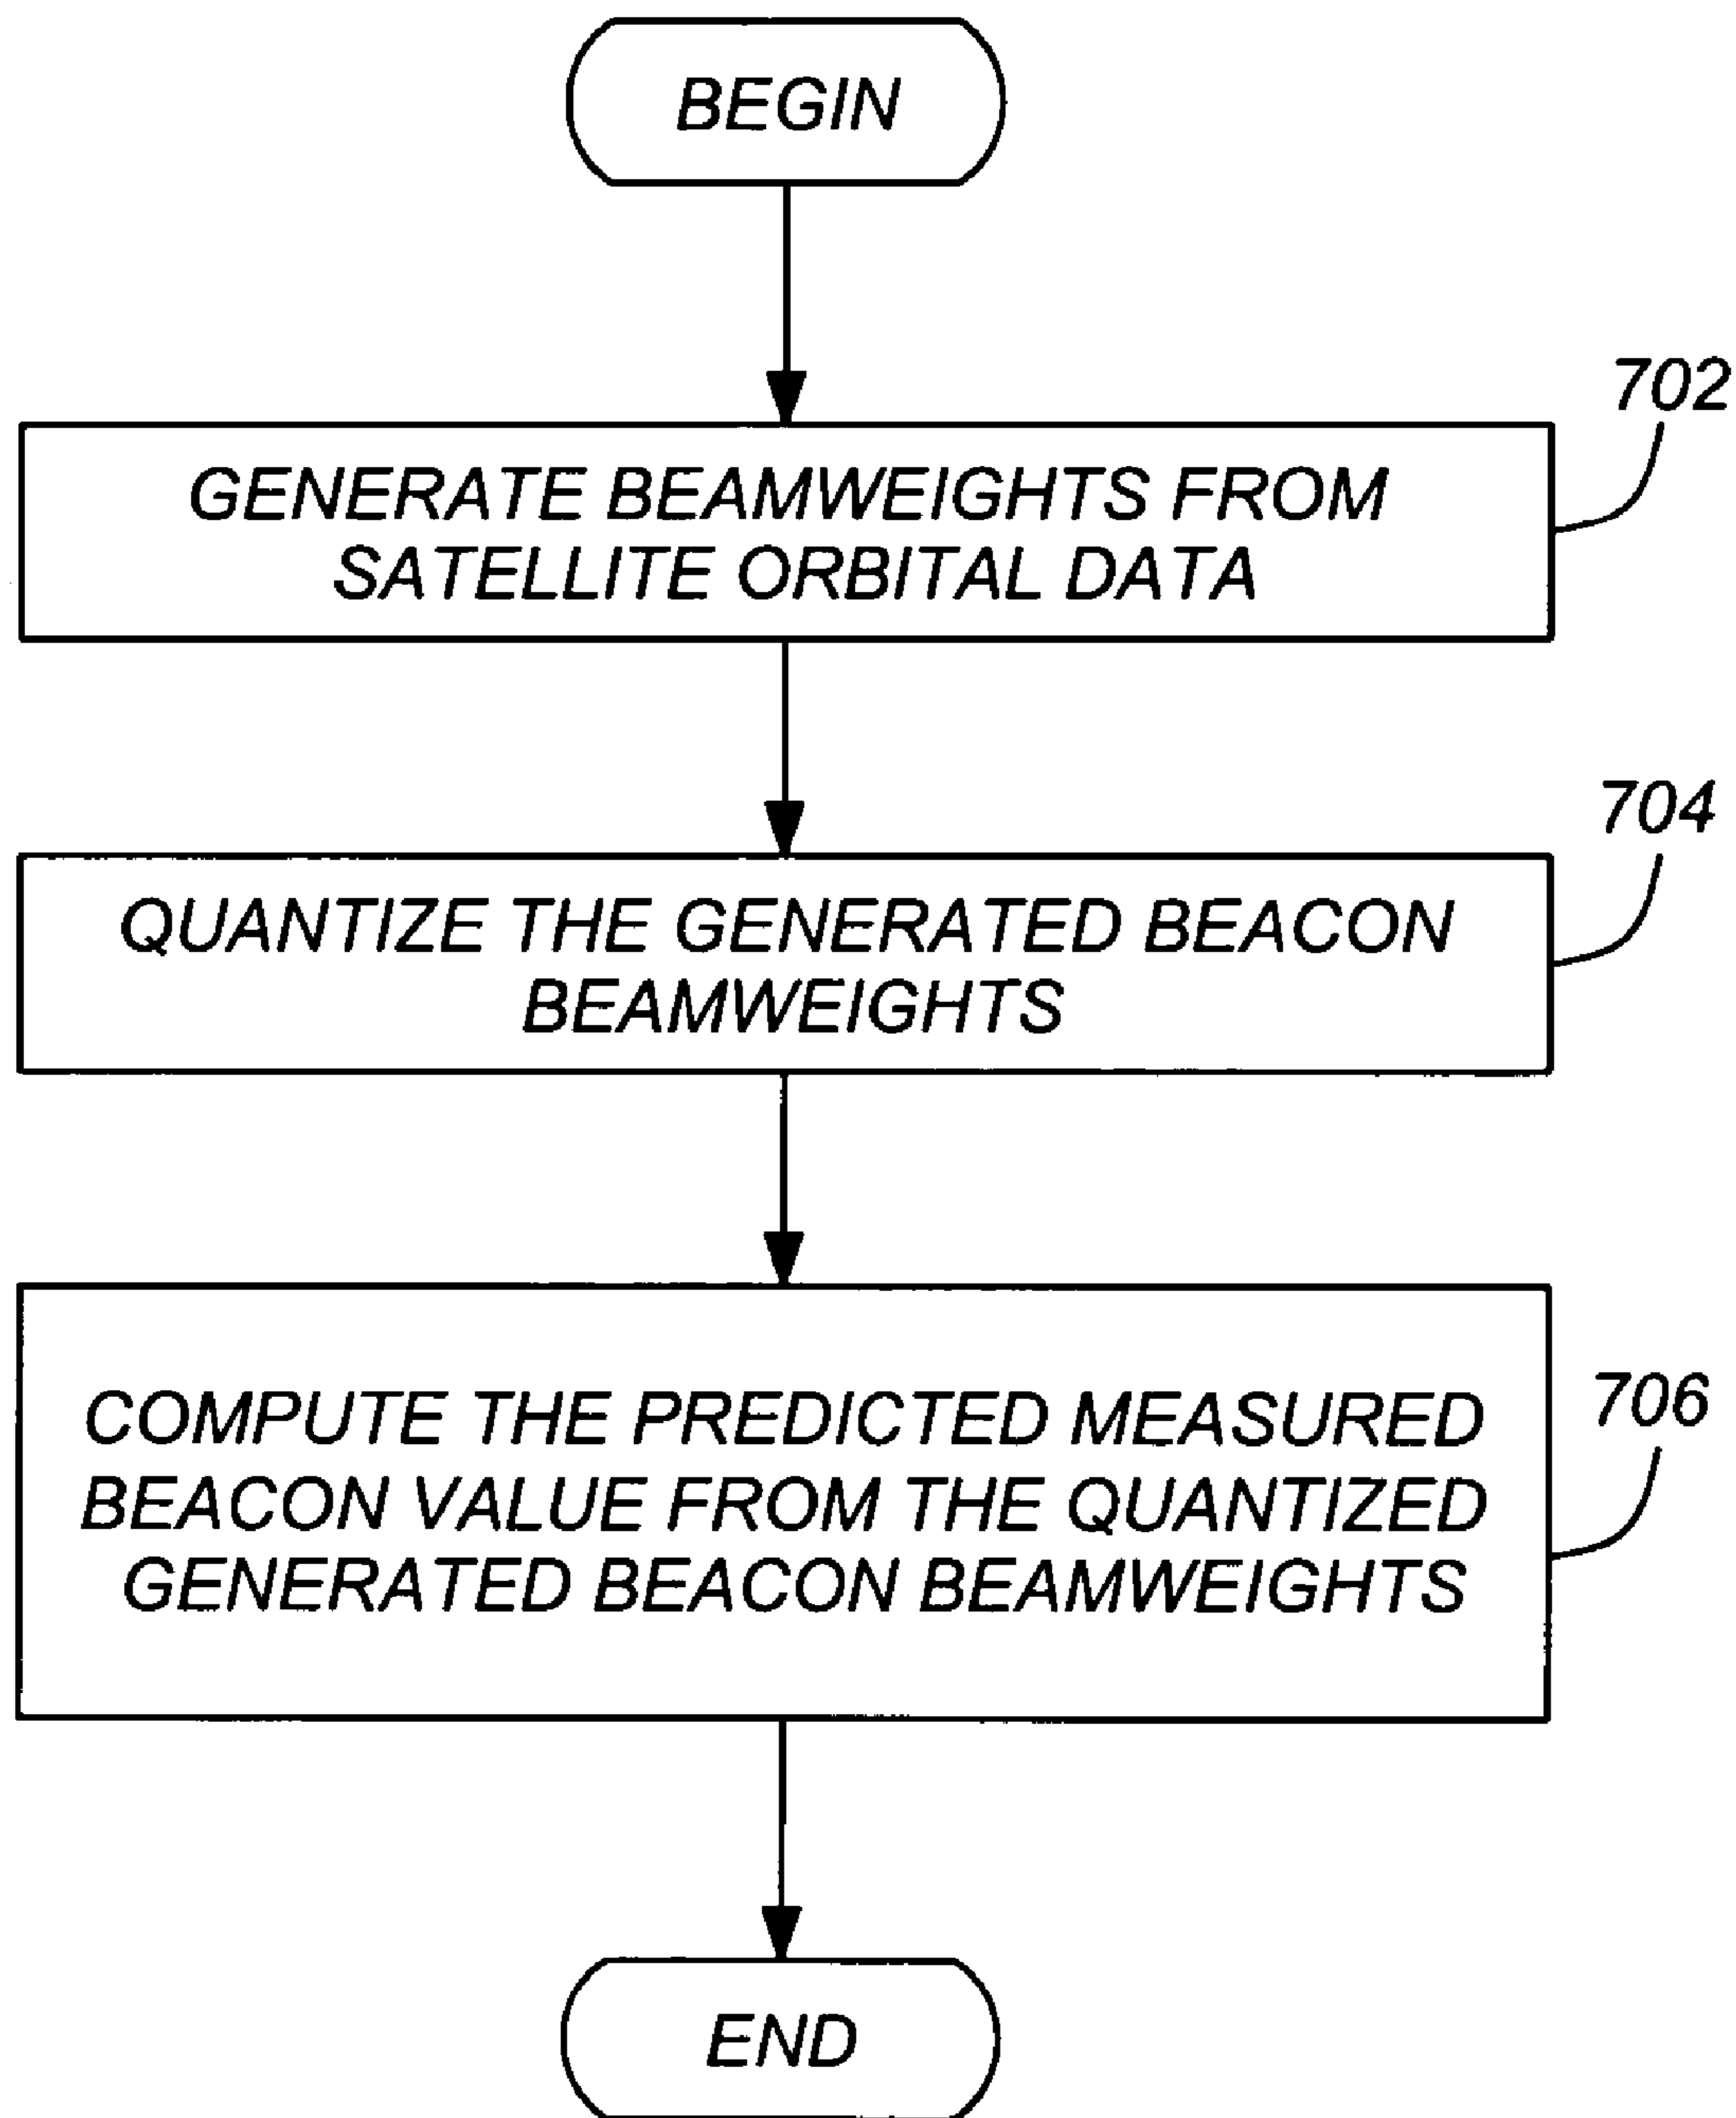 BEGIN
702
GENERATE BEAMWEIGHTS FROM
SATELLITE ORBITAL DATA
704
QUANTIZE THE GENERATED BEACON
BEAMWEIGHTS
706
COMPUTE THE PREDICTED MEASURED
BEACON VALUE FROM THE QUANTIZED
GENERATED BEACON BEAMWEIGHTS
END